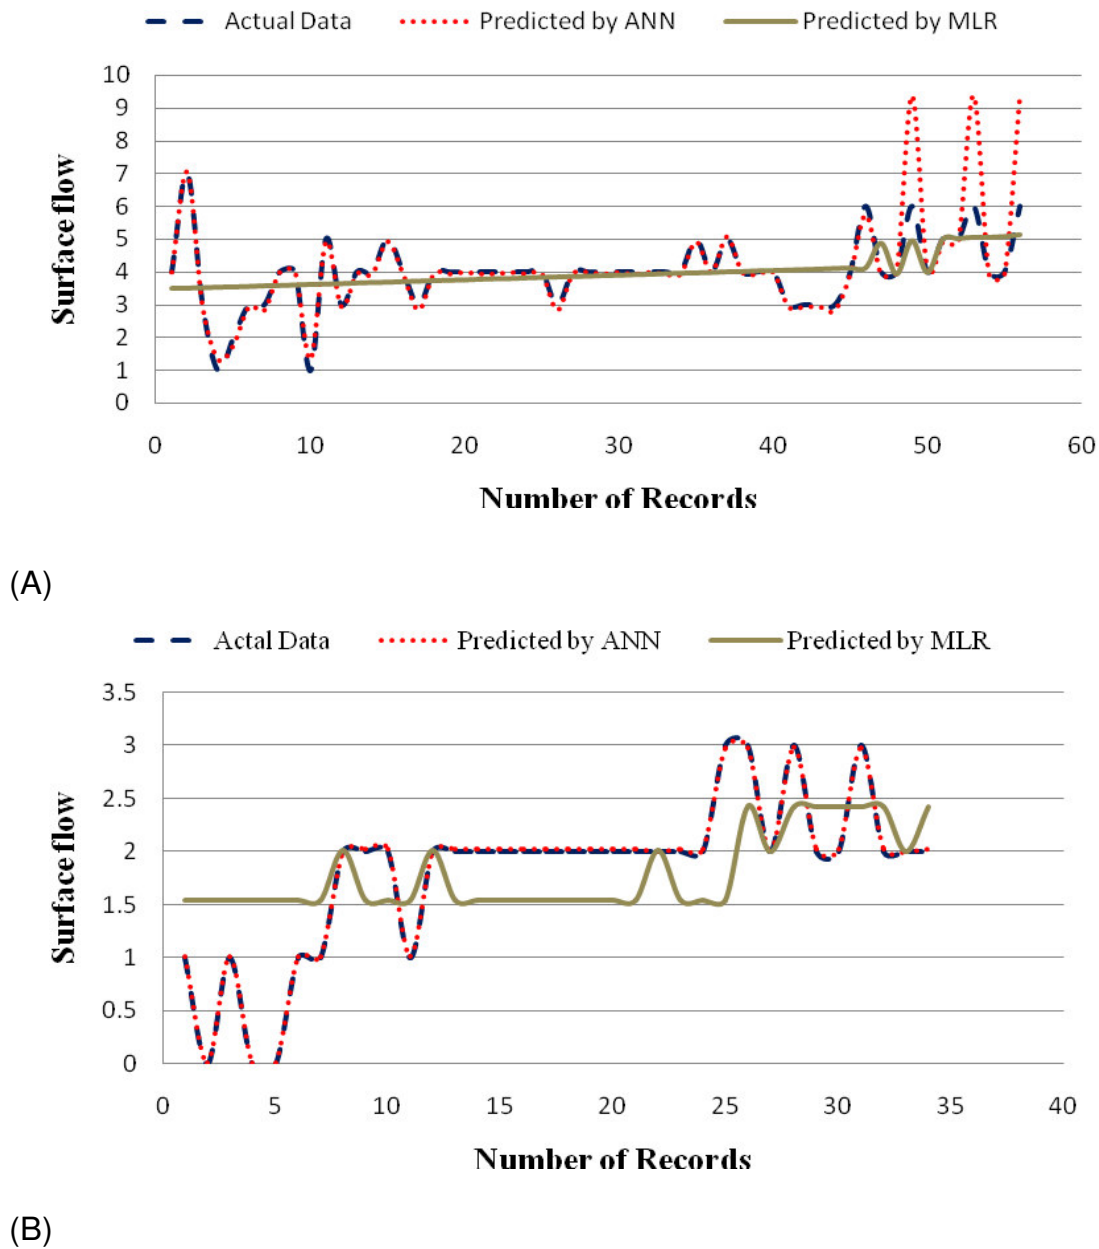 Actual Data Predicted by ANN Predicted by MLR
10
9
8
7
6
5
4
3
2
1
0
Surface flow
0 10 20 30 40 50 60
Number of Records
(A)
Actal Data Predicted by ANN Predicted by MLR
3.5
3
2.5
2
1.5
1
0.5
0
Surface flow
0 5 10 15 20 25 30 35 40
Number of Records
(B)